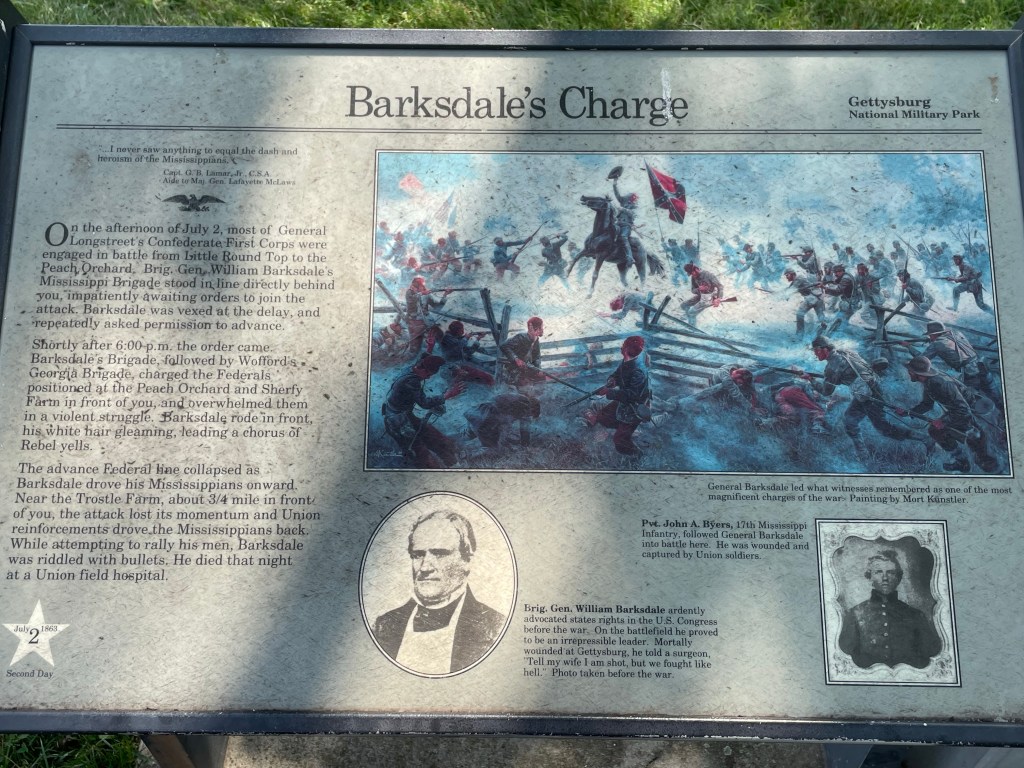 Barksdale's Charge
Gettysburg
National Military Park
"...I never saw anything to equal the dash and
heroism of the Mississippians."
Capt. G. B. Lamar, Jr., C.S.A.
Aide to Maj. Gen. Lafayette McLaws
On the afternoon of July 2, most of General
Longstreet's Confederate First Corps were
engaged in battle from Little Round Top to the
Peach Orchard. Brig. Gen. William Barksdale's
Mississippi Brigade stood in line directly behind
you, impatiently awaiting orders to join the
attack. Barksdale was vexed at the delay, and
repeatedly asked permission to advance.
Shortly after 6:00 p.m. the order came.
Barksdale's Brigade, followed by Wofford's
Georgia Brigade, charged the Federals
positioned at the Peach Orchard and Sherfy
Farm in front of you, and overwhelmed them
in a violent struggle. Barksdale rode in front,
his white hair gleaming, leading a chorus of
Rebel yells.
The advance Federal line collapsed as
Barksdale drove his Mississippians onward.
Near the Trostle Farm, about 3/4 mile in front
of you, the attack lost its momentum and Union
reinforcements drove the Mississippians back.
While attempting to rally his men, Barksdale
was riddled with bullets. He died that night
at a Union field hospital.
July 2 1863
Second Day
General Barksdale led what witnesses remembered as one of the most
magnificent charges of the war. Painting by Mort Künstler.
Pvt. John A. Byers, 17th Mississippi
Infantry, followed General Barksdale
into battle here. He was wounded and
captured by Union soldiers.
Brig. Gen. William Barksdale ardently
advocated states rights in the U.S. Congress
before the war. On the battlefield he proved
to be an irrepressible leader. Mortally
wounded at Gettysburg, he told a surgeon,
"Tell my wife I am shot, but we fought like
hell." Photo taken before the war.